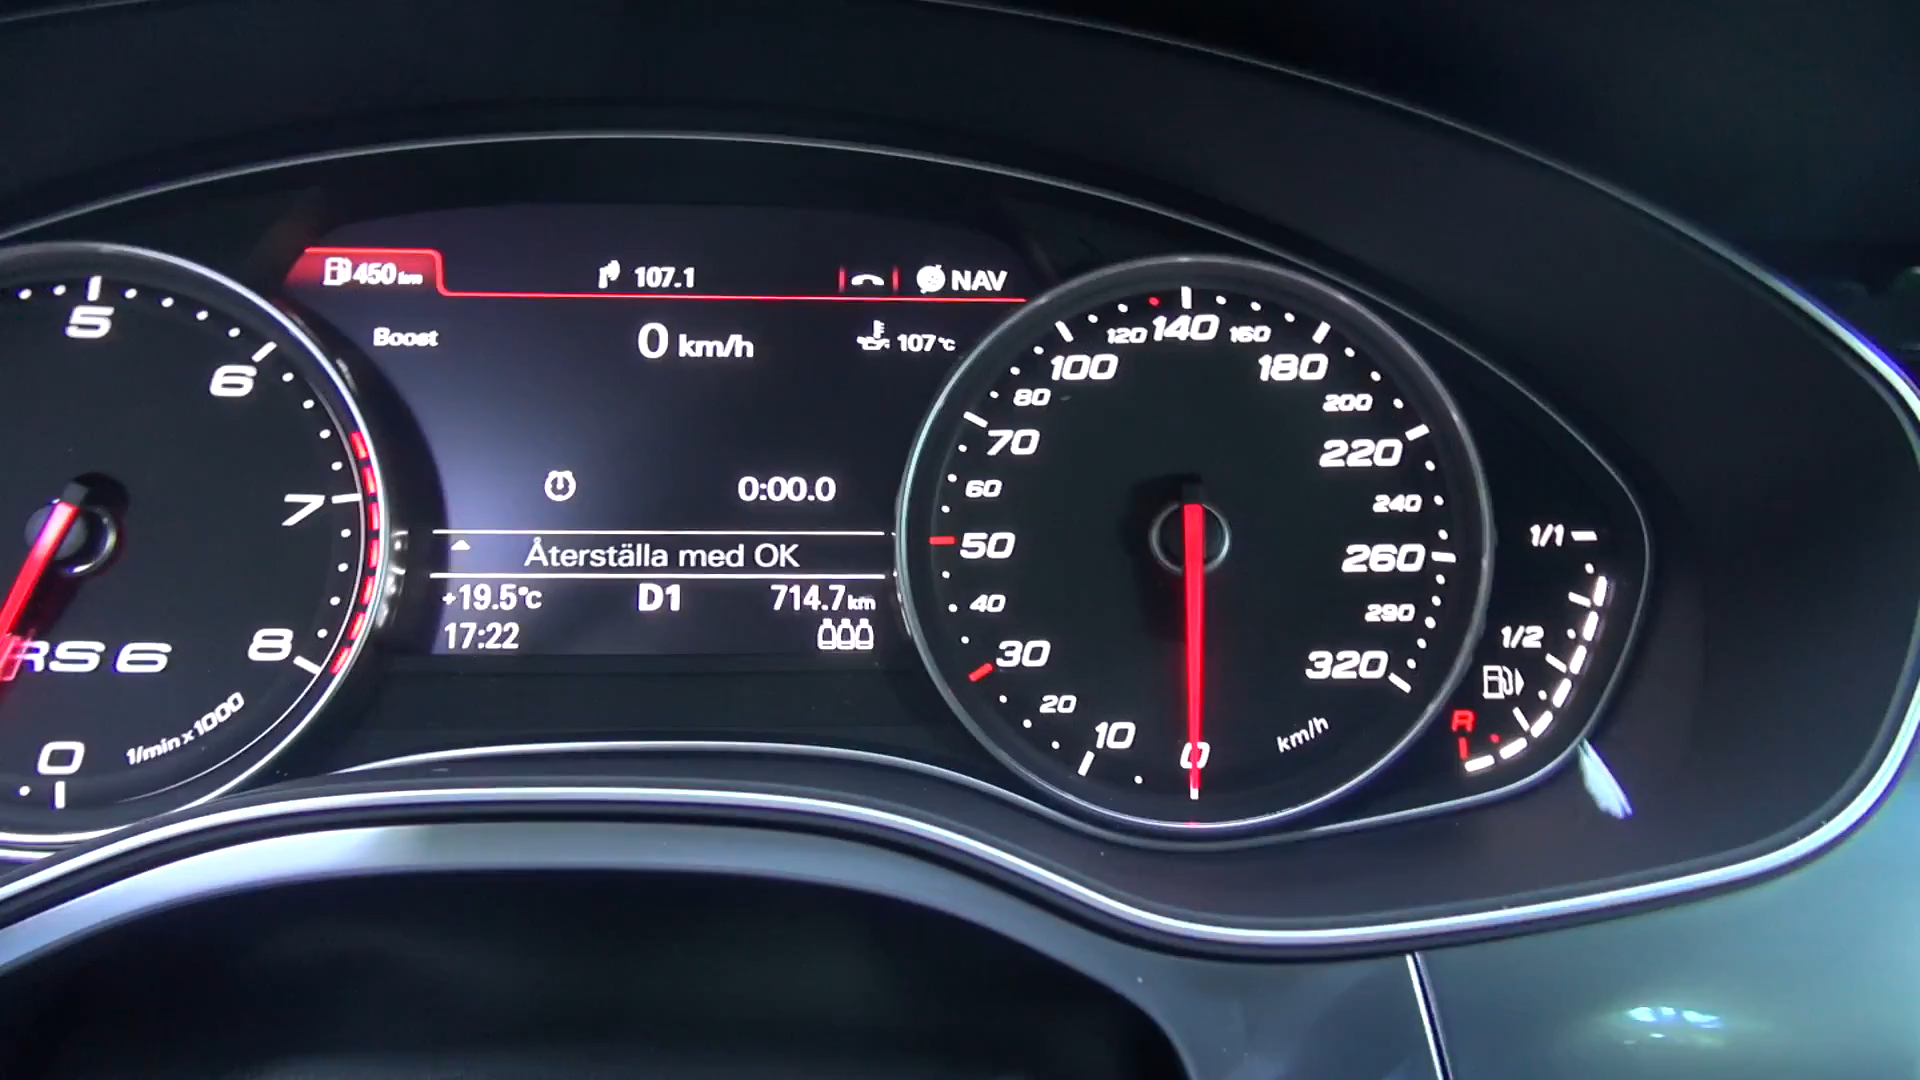 450 km
107.1
NAV
Boost
0 km/h
107 °C
0:00.0
Återställa med OK
+19.5°C
D1
714.7 km
17:22
5
6
7
8
RS 6
1/min x 1000
0
0
10
20
30
40
50
60
70
80
100
120
140
160
180
200
220
240
260
290
320
km/h
1/1
1/2
R